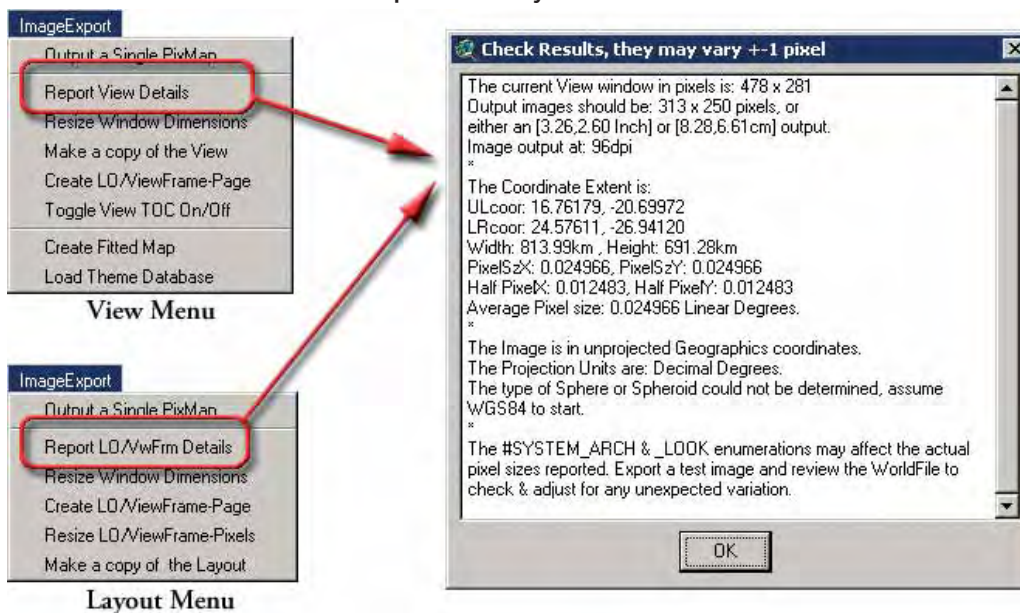 ImageExport
Output a Single PixMap
Report View Details
Resize Window Dimensions
Make a copy of the View
Create LO/ViewFrame-Page
Toggle View TOC On/Off
Create Fitted Map
Load Theme Database
View Menu
ImageExport
Output a Single PixMap
Report LO/VwFrm Details
Resize Window Dimensions
Create LO/ViewFrame-Page
Resize LO/ViewFrame-Pixels
Make a copy of the Layout
Layout Menu
Check Results, they may vary +-1 pixel
The current View window in pixels is: 478 x 281
Output images should be: 313 x 250 pixels, or
either an [3.26,2.60 Inch] or [8.28,6.61cm] output.
Image output at: 96dpi
*
The Coordinate Extent is:
ULcoor: 16.76179, -20.69972
LRcoor: 24.57611, -26.94120
Width: 813.99km , Height: 691.28km
PixelSzX: 0.024966, PixelSzY: 0.024966
Half PixelX: 0.012483, Half PixelY: 0.012483
Average Pixel size: 0.024966 Linear Degrees.
*
The Image is in unprojected Geographics coordinates.
The Projection Units are: Decimal Degrees.
The type of Sphere or Spheroid could not be determined, assume
WGS84 to start.
*
The #SYSTEM_ARCH & _LOOK enumerations may affect the actual
pixel sizes reported. Export a test image and review the WorldFile to
check & adjust for any unexpected variation.
OK